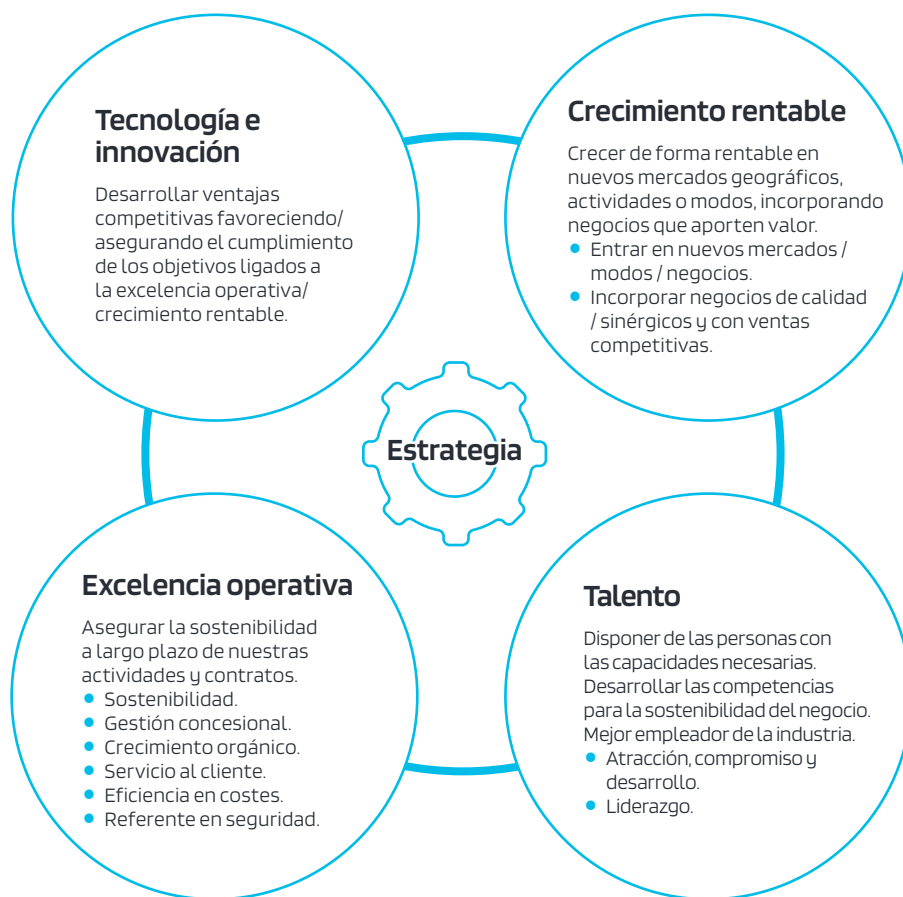 Tecnología e
innovación
Desarrollar ventajas
competitivas favoreciendo/
asegurando el cumplimiento
de los objetivos ligados a
la excelencia operativa/
crecimiento rentable.
Crecimiento rentable
Crecer de forma rentable en
nuevos mercados geográficos,
actividades o modos, incorporando
negocios que aporten valor.
• Entrar en nuevos mercados /
modos / negocios.
• Incorporar negocios de calidad
/ sinérgicos y con ventas
competitivas.
Estrategia
Excelencia operativa
Asegurar la sostenibilidad
a largo plazo de nuestras
actividades y contratos.
• Sostenibilidad.
• Gestión concesional.
• Crecimiento orgánico.
• Servicio al cliente.
• Eficiencia en costes.
• Referente en seguridad.
Talento
Disponer de las personas con
las capacidades necesarias.
Desarrollar las competencias
para la sostenibilidad del negocio.
Mejor empleador de la industria.
• Atracción, compromiso y
desarrollo.
• Liderazgo.